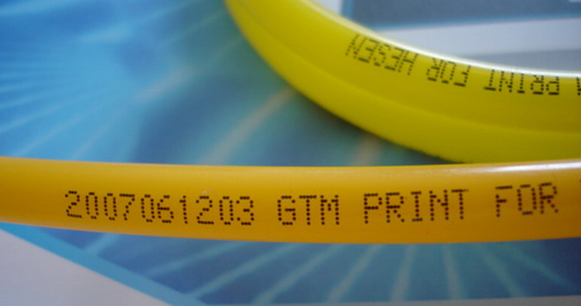 PRINT FOR HESEN
2007061203 GTM PRINT FOR